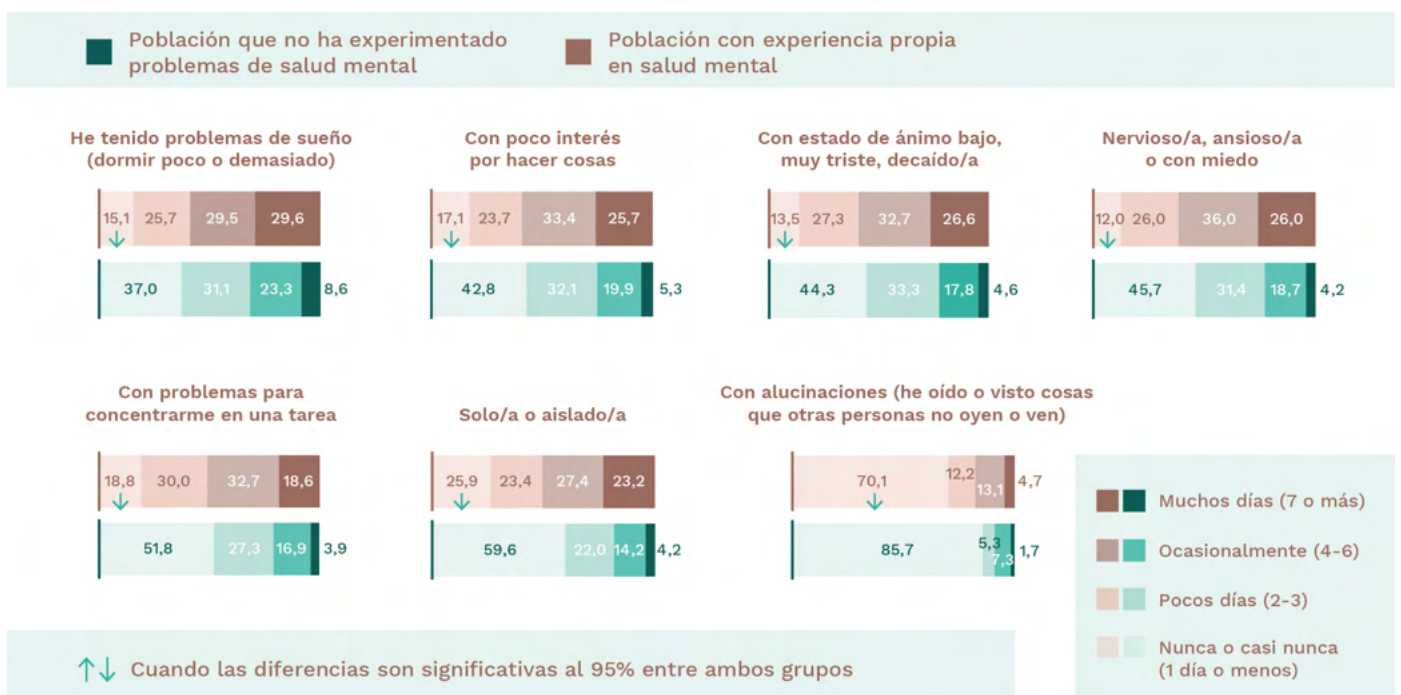 Población que no ha experimentado
problemas de salud mental
Población con experiencia propia
en salud mental
He tenido problemas de sueño
(dormir poco o demasiado)
15,1 25,7 29,5 29,6
37,0 31,1 23,3 8,6
Con poco interés
por hacer cosas
17,1 23,7 33,4 25,7
42,8 32,1 19,9 5,3
Con estado de ánimo bajo,
muy triste, decaído/a
13,5 27,3 32,7 26,6
44,3 33,3 17,8 4,6
Nervioso/a, ansioso/a
o con miedo
12,0 26,0 36,0 26,0
45,7 31,4 18,7 4,2
Con problemas para
concentrarme en una tarea
18,8 30,0 32,7 18,6
51,8 27,3 16,9 3,9
Solo/a o aislado/a
25,9 23,4 27,4 23,2
59,6 22,0 14,2 4,2
Con alucinaciones (he oído o visto cosas
que otras personas no oyen o ven)
70,1 12,2 13,1 4,7
85,7 5,3 7,3 1,7
Muchos días (7 o más)
Ocasionalmente (4-6)
Pocos días (2-3)
Nunca o casi nunca
(1 día o menos)
↑↓ Cuando las diferencias son significativas al 95% entre ambos grupos